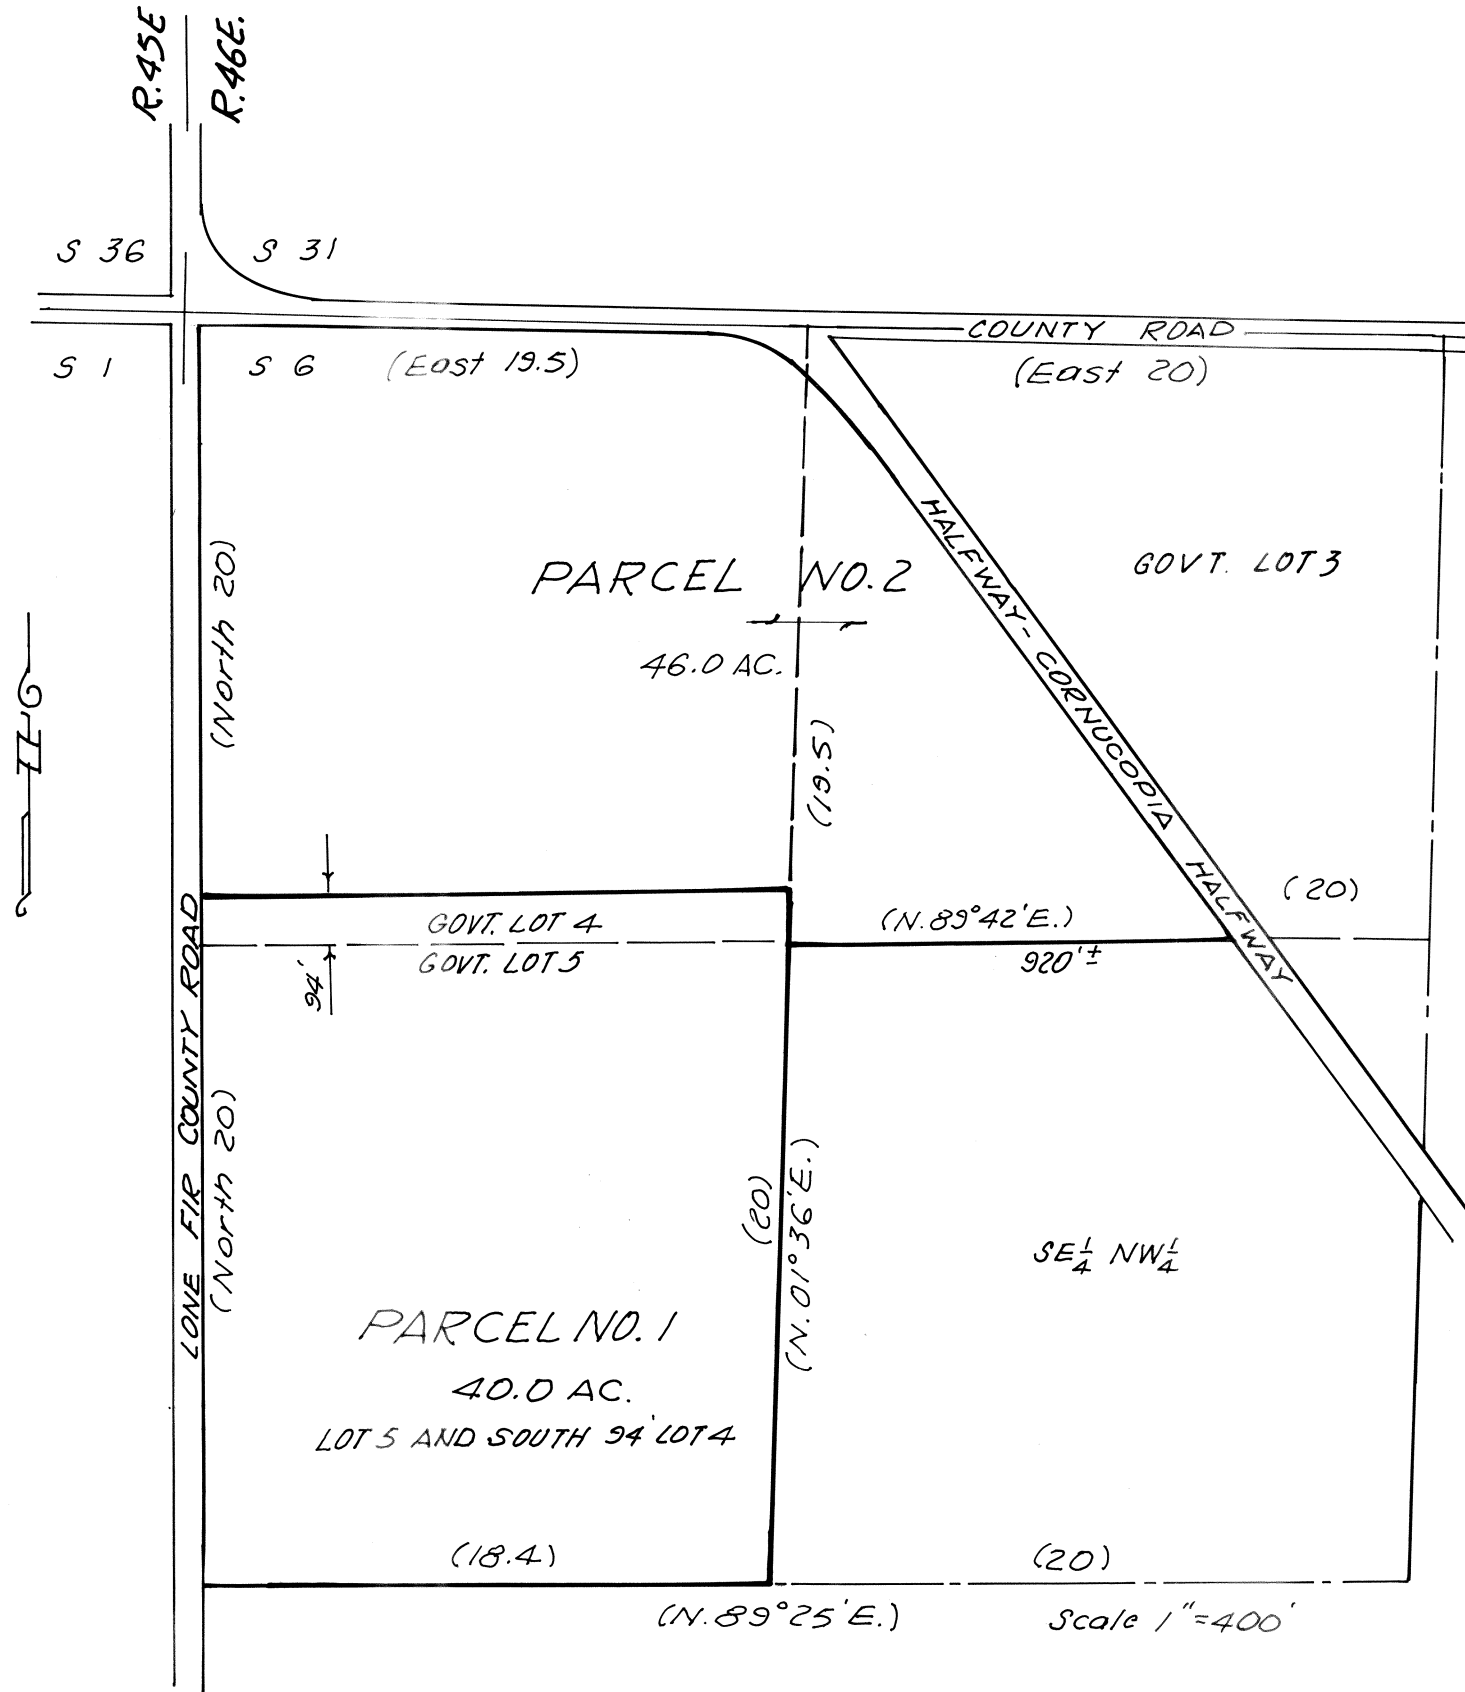 R.45E
R.46E.
S 36
S 31
COUNTY ROAD
S 1
S 6
(East 19.5)
(East 20)
(North 20)
PARCEL NO.2
46.0 AC.
HALFWAY-CORNUCOPIA HALFWAY
GOVT. LOT 3
(19.5)
(20)
GOVT. LOT 4
(N.89°42'E.)
GOVT. LOT 5
920'±
94'
LONE FIR COUNTY ROAD
(North 20)
(20)
(N.01°36'E.)
SE¼ NW¼
PARCEL NO. 1
40.0 AC.
LOT 5 AND SOUTH 94' LOT 4
(18.4)
(20)
(N.89°25'E.)
Scale 1"=400'